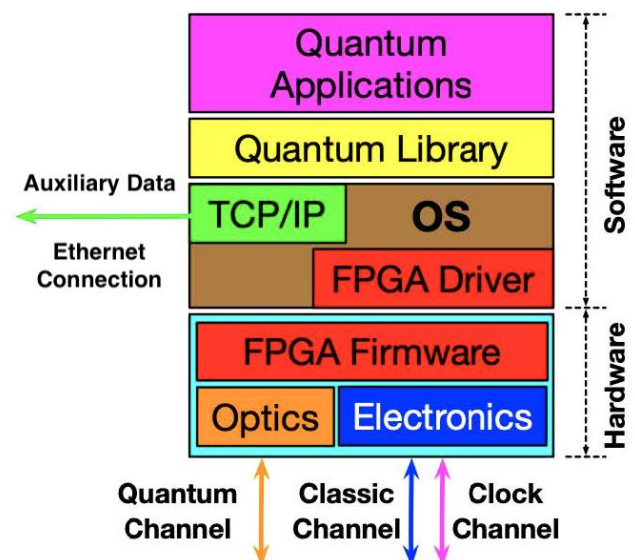 Quantum
Applications
Quantum Library
Auxiliary Data
TCP/IP
OS
Ethernet
Connection
FPGA Driver
Software
FPGA Firmware
Optics
Electronics
Hardware
Quantum
Channel
Classic
Channel
Clock
Channel